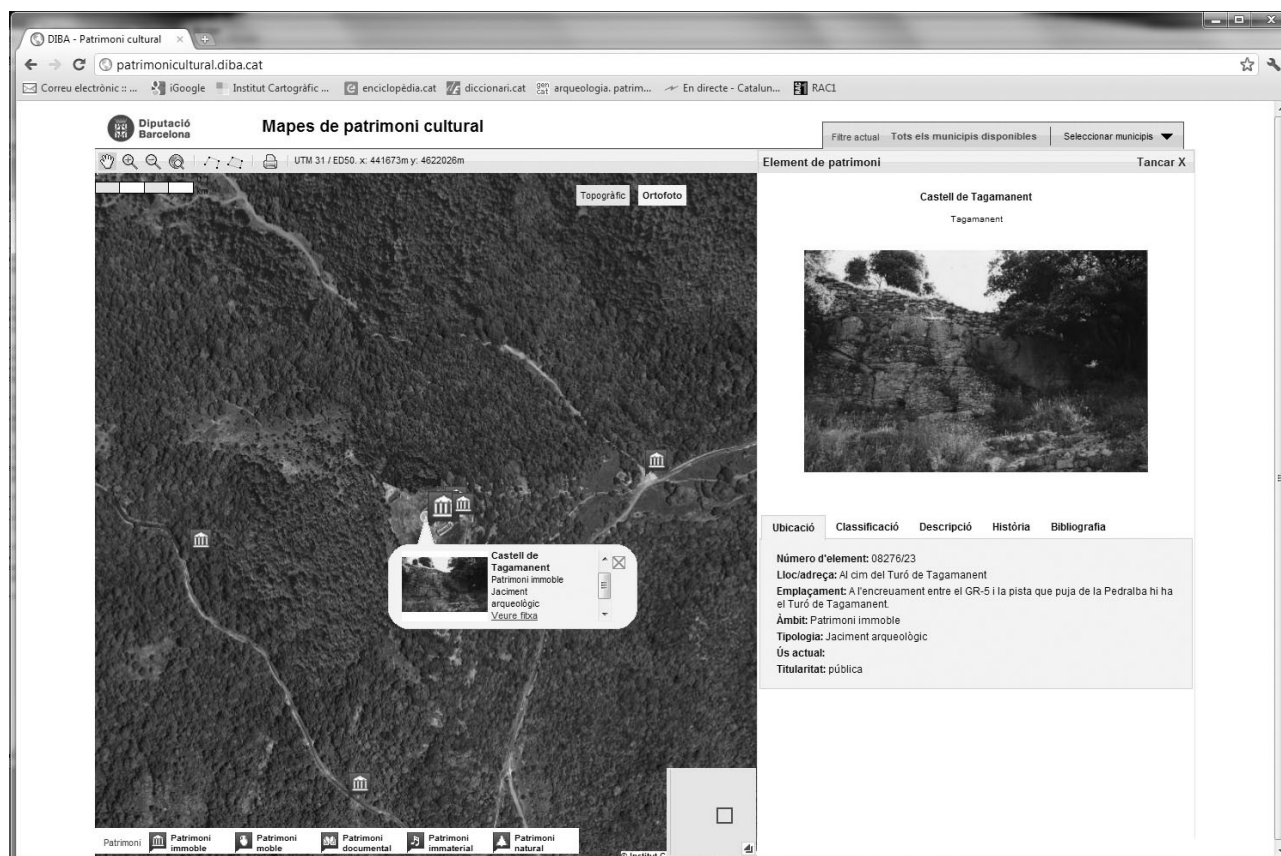 DIBA - Patrimoni cultural
patrimonicultural.diba.cat
Correu electrònic :: ... iGoogle Institut Cartogràfic ... enciclopèdia.cat diccionari.cat gen cat arqueologia. patrim... En directe - Catalun... RAC1
Diputació
Barcelona
Mapes de patrimoni cultural
Filtre actual Tots els municipis disponibles Seleccionar municipis
UTM 31 / ED50. x: 441673m y: 4622026m
Element de patrimoni Tancar X
km
Topogràfic Ortofoto
Castell de Tagamanent
Tagamanent
Castell de
Tagamanent
Patrimoni immoble
Jaciment
arqueològic
Veure fitxa
Ubicació Classificació Descripció Història Bibliografia
Número d'element: 08276/23
Lloc/adreça: Al cim del Turó de Tagamanent
Emplaçament: A l'encreuament entre el GR-5 i la pista que puja de la Pedralba hi ha
el Turó de Tagamanent.
Àmbit: Patrimoni immoble
Tipologia: Jaciment arqueològic
Ús actual:
Titularitat: pública
Patrimoni
Patrimoni
immoble
Patrimoni
moble
Patrimoni
documental
Patrimoni
immaterial
Patrimoni
natural